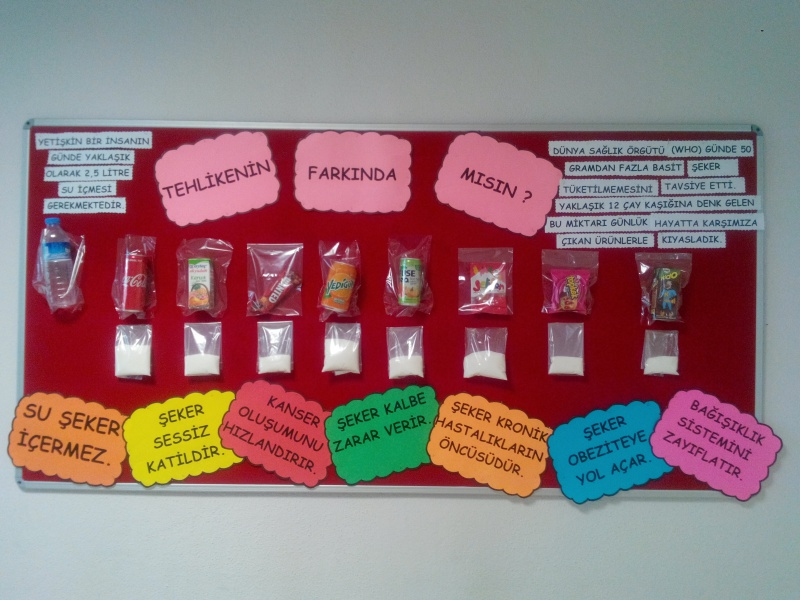 YETİŞKİN BİR İNSANIN
GÜNDE YAKLAŞIK
OLARAK 2,5 LİTRE
SU İÇMESİ
GEREKMEKTEDİR.
TEHLİKENİN
FARKINDA
MISIN ?
DÜNYA SAĞLIK ÖRGÜTÜ (WHO) GÜNDE 50
GRAMDAN FAZLA BASİT ŞEKER
TÜKETİLMEMESİNİ TAVSİYE ETTİ.
YAKLAŞIK 12 ÇAY KAŞIĞINA DENK GELEN
BU MİKTARI GÜNLÜK HAYATTA KARŞIMIZA
ÇIKAN ÜRÜNLERLE KIYASLADIK.
SU ŞEKER
İÇERMEZ.
ŞEKER
SESSİZ
KATİLDİR.
KANSER
OLUŞUMUNU
HIZLANDIRIR.
ŞEKER KALBE
ZARAR VERİR.
ŞEKER KRONİK
HASTALIKLARIN
ÖNCÜSÜDÜR.
ŞEKER
OBEZİTEYE
YOL AÇAR.
BAĞIŞIKLIK
SİSTEMİNİ
ZAYIFLATIR.